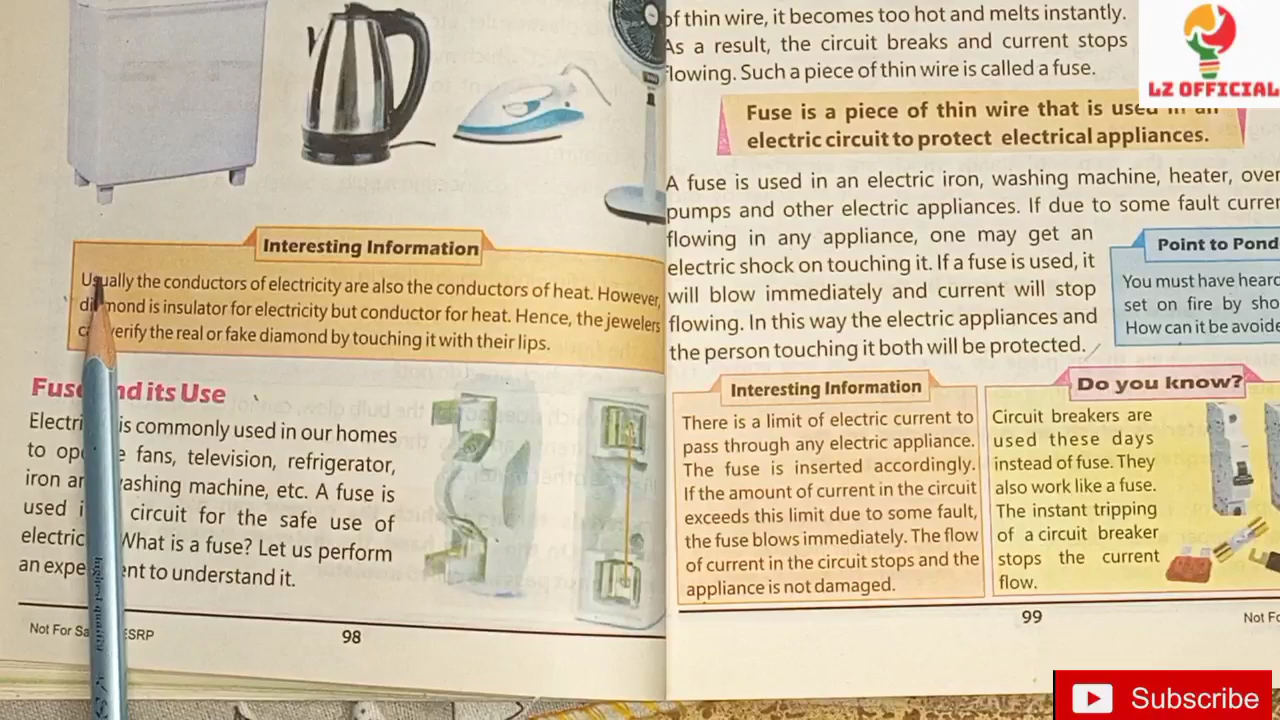 Interesting Information
Usually the conductors of electricity are also the conductors of heat. However,
diamond is insulator for electricity but conductor for heat. Hence, the jewelers
verify the real or fake diamond by touching it with their lips.
Fuse and its Use
is commonly used in our homes
to fans, television, refrigerator,
iron washing machine, etc. A fuse is
used circuit for the safe use of
What is a fuse? Let us perform
an to understand it.
Not For
98
of thin wire, it becomes too hot and melts instantly.
As a result, the circuit breaks and current stops
flowing. Such a piece of thin wire is called a fuse.
Fuse is a piece of thin wire that is used in an
electric circuit to protect electrical appliances.
A fuse is used in an electric iron, washing machine, heater,
pumps and other electric appliances. If due to some fault
flowing in any appliance, one may get an
electric shock on touching it. If a fuse is used, it
will blow immediately and current will stop
flowing. In this way the electric appliances and
the person touching it both will be protected.
Point to
You must have
set on fire by
How can it be
Interesting Information
There is a limit of electric current to
pass through any electric appliance.
The fuse is inserted accordingly.
If the amount of current in the circuit
exceeds this limit due to some fault,
the fuse blows immediately. The flow
of current in the circuit stops and the
appliance is not damaged.
Do you know?
Circuit breakers are
used these days
instead of fuse. They
also work like a fuse.
The instant tripping
of a circuit breaker
stops the current
flow.
99
Not
LZ OFFICIAL
Subscribe